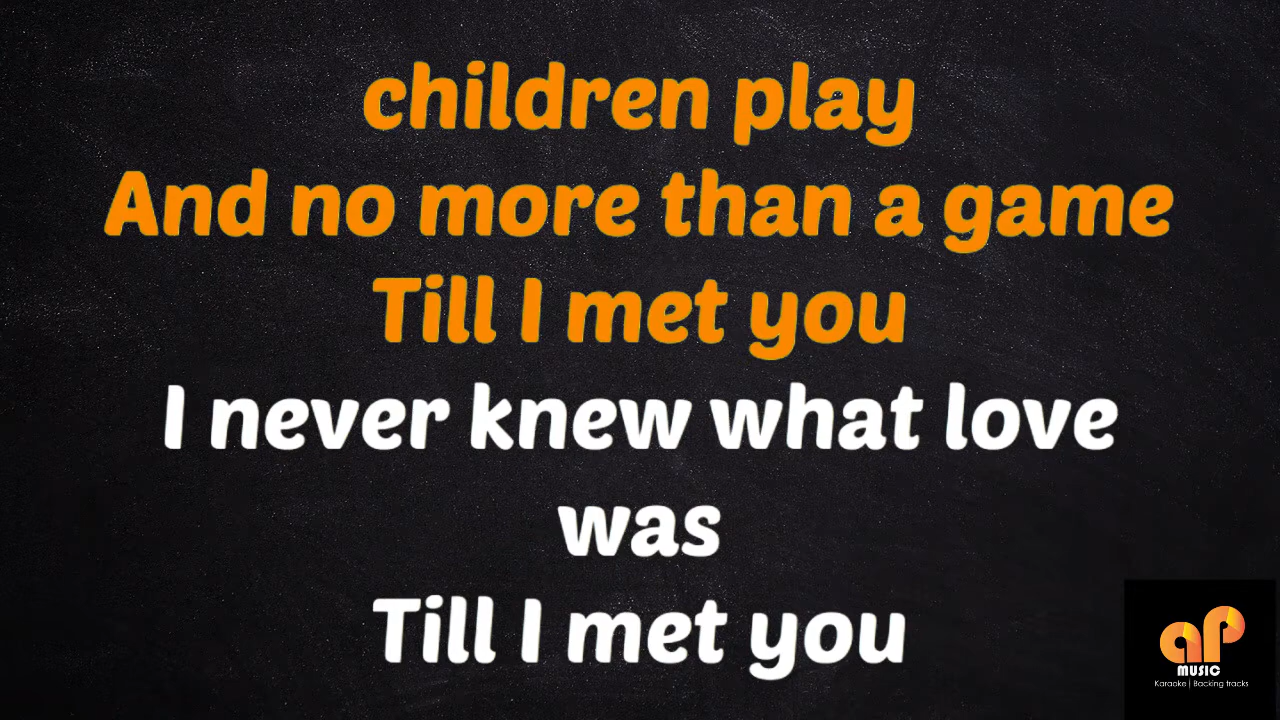 children play
And no more than a game
Till I met you
I never knew what love
was
Till I met you
aP
MUSIC
Karaoke | Backing tracks